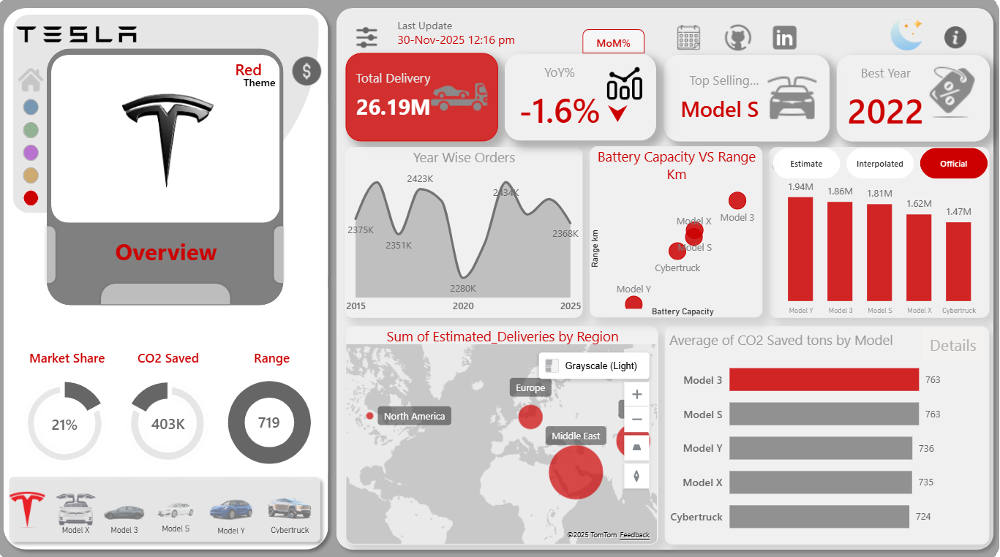 TESLA
Red
Theme
$
Overview
Market Share
CO2 Saved
Range
21%
403K
719
Model X
Model 3
Model S
Model Y
Cybertruck
Last Update
30-Nov-2025 12:16 pm
MoM%
in
i
Total Delivery
26.19M
YoY%
-1.6%
Top Selling...
Model S
Best Year
2022
%
Year Wise Orders
2375K
2423K
2351K
2280K
2434K
2368K
2015
2020
2025
Battery Capacity VS Range
Km
Range km
Model 3
Model X
Model S
Cybertruck
Model Y
Battery Capacity
Estimate
Interpolated
Official
1.94M
1.86M
1.81M
1.62M
1.47M
Model Y
Model 3
Model S
Model X
Cybertruck
Sum of Estimated_Deliveries by Region
Grayscale (Light)
Europe
North America
Middle East
+
−
©2025 TomTom Feedback
Average of CO2 Saved tons by Model
Details
Model 3 763
Model S 763
Model Y 736
Model X 735
Cybertruck 724